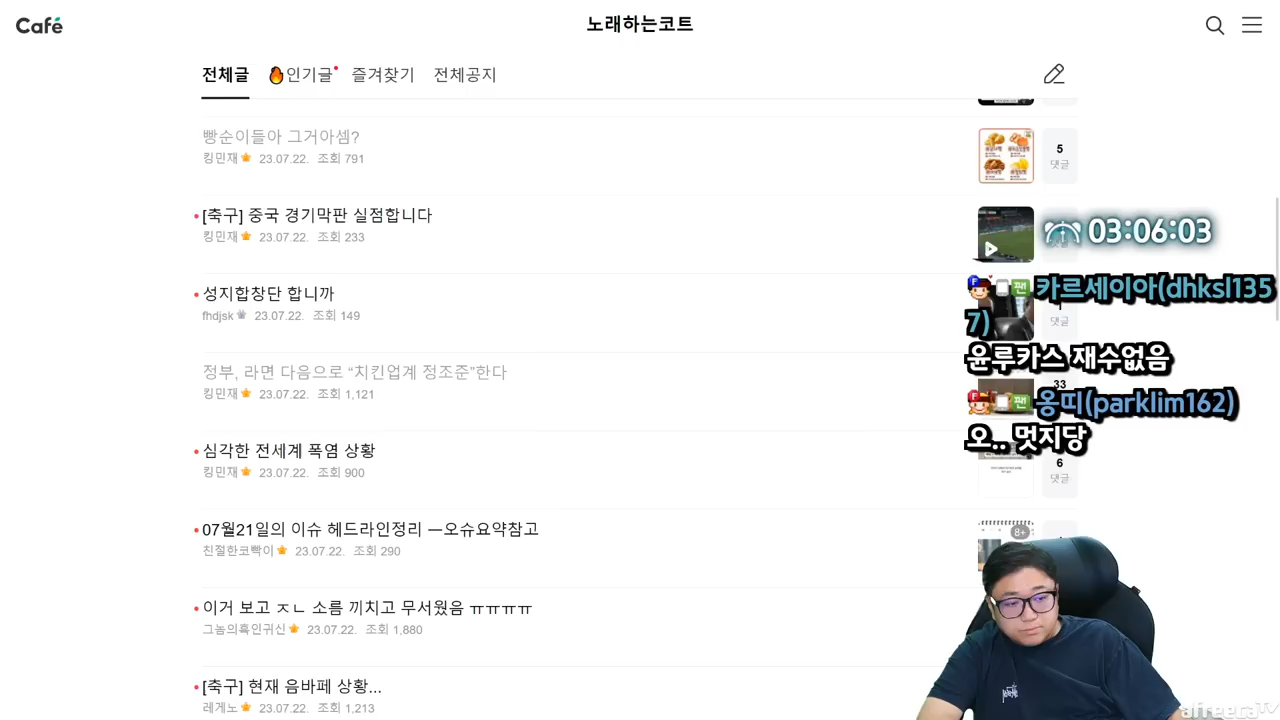 Café
노래하는코트
전체글
인기글
즐겨찾기
전체공지
빵순이들아 그거아셈?
킹민재 23.07.22. 조회 791
5
댓글
[축구] 중국 경기막판 실점합니다
킹민재 23.07.22. 조회 233
03:06:03
성지합창단 합니까
fhdjsk 23.07.22. 조회 149
댓글
팬 카르세이아(dhksl135
7)
윤루카스 재수없음
정부, 라면 다음으로 “치킨업계 정조준”한다
킹민재 23.07.22. 조회 1,121
33
팬 옹띠(parklim162)
오.. 멋지당
심각한 전세계 폭염 상황
킹민재 23.07.22. 조회 900
6
댓글
07월21일의 이슈 헤드라인정리 ㅡ오슈요약참고
친절한코빡이 23.07.22. 조회 290
8+
이거 보고 ㅈㄴ 소름 끼치고 무서웠음 ㅠㅠㅠㅠ
그놈의흑인귀신 23.07.22. 조회 1,880
[축구] 현재 음바페 상황...
레게노 23.07.22. 조회 1,213
afreecaTV